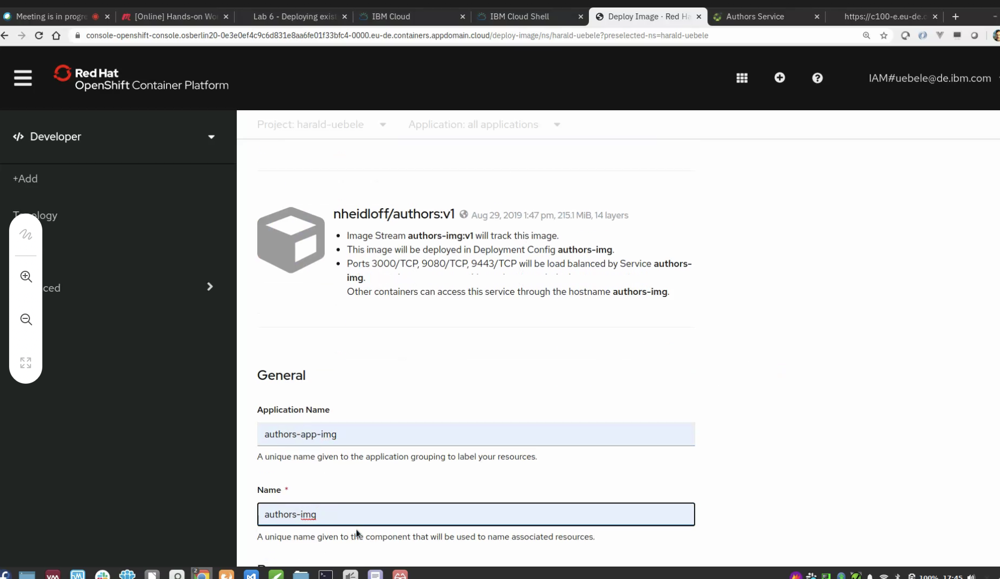 Meeting is in progre
[Online] Hands-on Wo
Lab 6 - Deploying exist
IBM Cloud
IBM Cloud Shell
Deploy Image · Red Ha
Authors Service
https://c100-e.eu-de.c
console-openshift-console.osberlin20-0e3e0ef4c9c6d831e8aa6fe01f33bfc4-0000.eu-de.containers.appdomain.cloud/deploy-image/ns/harald-uebele?preselected-ns=harald-uebele
Red Hat
OpenShift Container Platform
IAM#uebele@de.ibm.com
Developer
Project: harald-uebele
Application: all applications
+Add
Topology
ced
nheidloff/authors:v1 Aug 29, 2019 1:47 pm, 215.1 MiB, 14 layers
• Image Stream authors-img:v1 will track this image.
• This image will be deployed in Deployment Config authors-img.
• Ports 3000/TCP, 9080/TCP, 9443/TCP will be load balanced by Service authors-
img.
Other containers can access this service through the hostname authors-img.
General
Application Name
authors-app-img
A unique name given to the application grouping to label your resources.
Name *
authors-img
A unique name given to the component that will be used to name associated resources.
2
100% 17:45